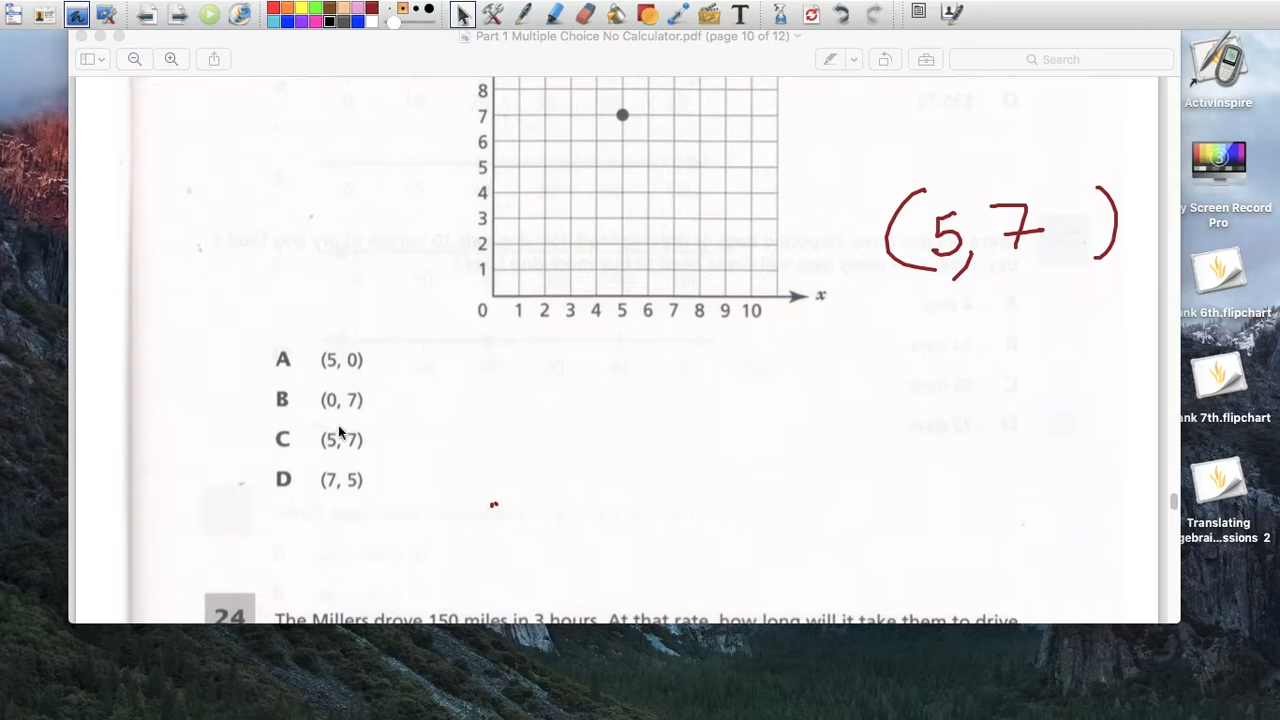 Part 1 Multiple Choice No Calculator.pdf (page 10 of 12)
Search
8
7
6
5
4
3
2
1
0 1 2 3 4 5 6 7 8 9 10 x
(5, 7)
A (5, 0)
B (0, 7)
C (5, 7)
D (7, 5)
24 The Millers drove 150 miles in 3 hours. At that rate, how long will it take them to drive
ActivInspire
y Screen Record
Pro
nk 6th.flipchart
nk 7th.flipchart
Translating
gebrai...ssions 2